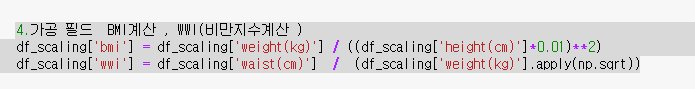 4.가공 필드  BMI계산 , WWI(비만지수계산 )
df_scaling['bmi'] = df_scaling['weight(kg)'] / ((df_scaling['height(cm)']*0.01)**2)
df_scaling['wwi'] = df_scaling['waist(cm)']  /  (df_scaling['weight(kg)'].apply(np.sqrt))